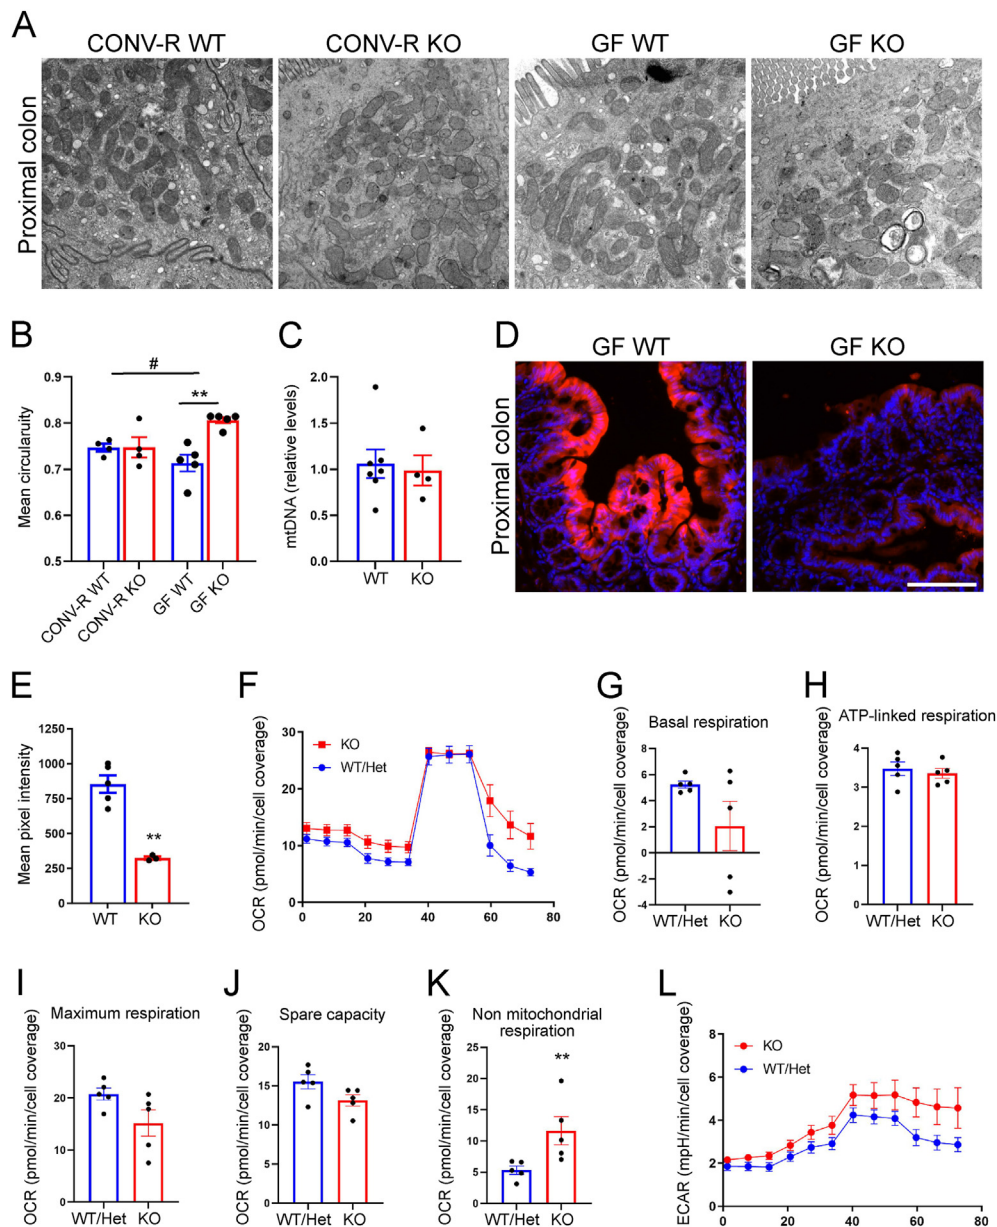 A
CONV-R WT
CONV-R KO
GF WT
GF KO
Proximal colon
B
C
D
GF WT
GF KO
#
**
Mean circularuity
0.9
0.8
0.7
0.6
0.5
CONV-R WT
CONV-R KO
GF WT
GF KO
mtDNA (relative levels)
2.0
1.5
1.0
0.5
0.0
WT
KO
Proximal colon
E
Mean pixel intensity
1250
1000
750
500
250
0
**
WT
KO
F
OCR (pmol/min/cell coverage)
30
20
10
0
KO
WT/Het
0
20
40
60
80
G
Basal respiration
OCR (pmol/min/cell coverage)
8
6
4
2
0
-2
-4
WT/Het
KO
H
ATP-linked respiration
OCR (pmol/min/cell coverage)
4
3
2
1
0
WT/Het
KO
I
Maximum respiration
OCR (pmol/min/cell coverage)
30
20
10
0
WT/Het
KO
J
Spare capacity
OCR (pmol/min/cell coverage)
20
15
10
5
0
WT/Het
KO
K
Non mitochondrial
respiration
OCR (pmol/min/cell coverage)
25
20
15
10
5
0
**
WT/Het
KO
L
ECAR (mpH/min/cell coverage)
8
6
4
2
0
KO
WT/Het
0
20
40
60
80